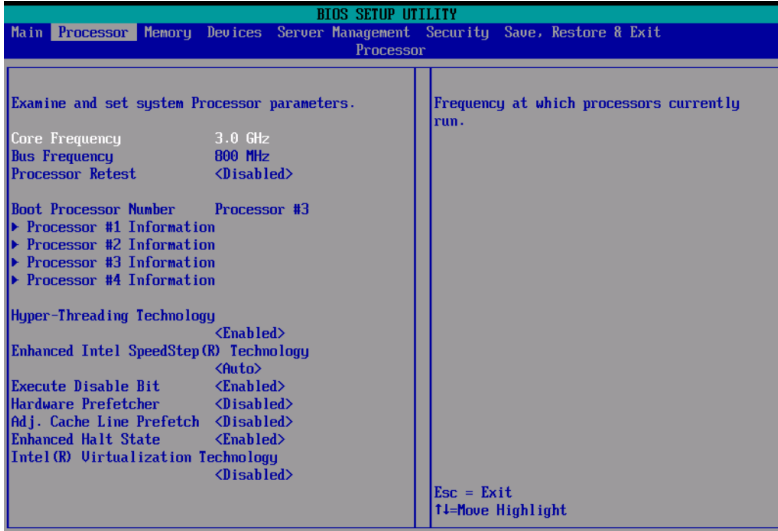 BIOS SETUP UTILITY
Main Processor Memory Devices Server Management Security Save, Restore & Exit
Processor
Examine and set system Processor parameters.
Core Frequency 3.0 GHz
Bus Frequency 800 MHz
Processor Retest <Disabled>
Boot Processor Number Processor #3
▶ Processor #1 Information
▶ Processor #2 Information
▶ Processor #3 Information
▶ Processor #4 Information
Hyper-Threading Technology
<Enabled>
Enhanced Intel SpeedStep(R) Technology
<Auto>
Execute Disable Bit <Enabled>
Hardware Prefetcher <Disabled>
Adj. Cache Line Prefetch <Disabled>
Enhanced Halt State <Enabled>
Intel(R) Virtualization Technology
<Disabled>
Frequency at which processors currently
run.
Esc = Exit
↑↓=Move Highlight